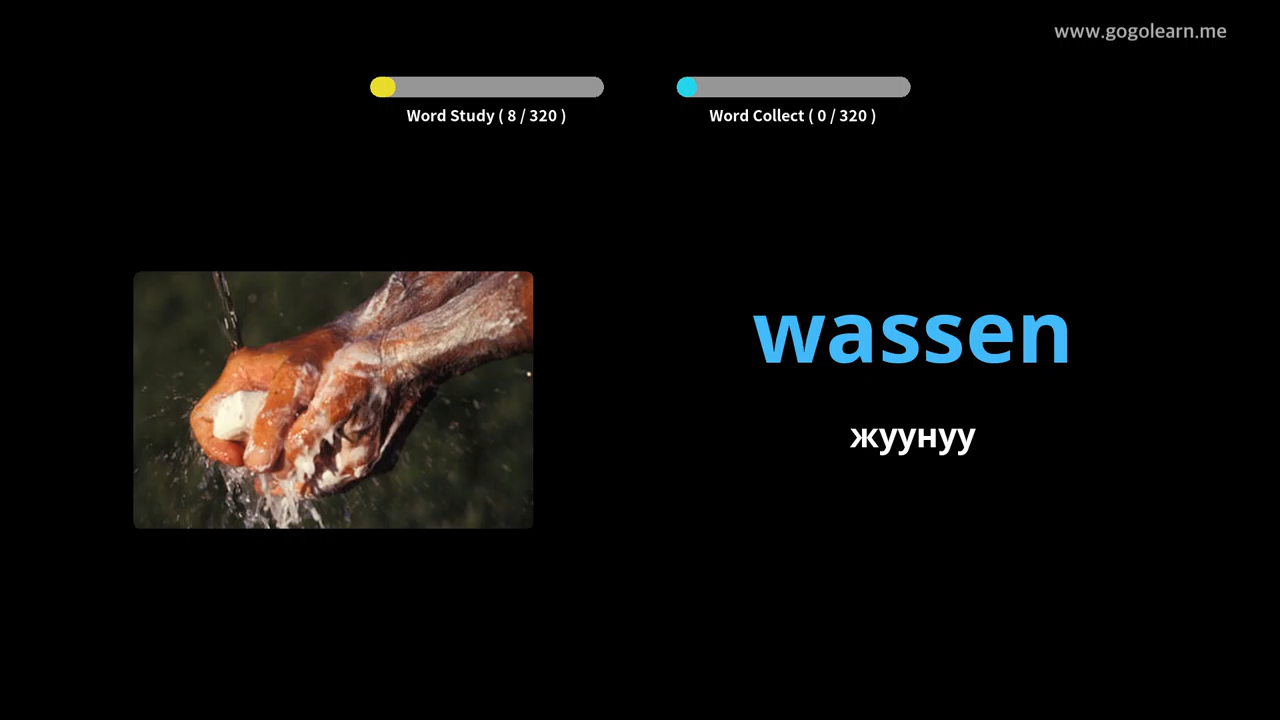 www.gogolearn.me
Word Study ( 8 / 320 )
Word Collect ( 0 / 320 )
wassen
жуунуу